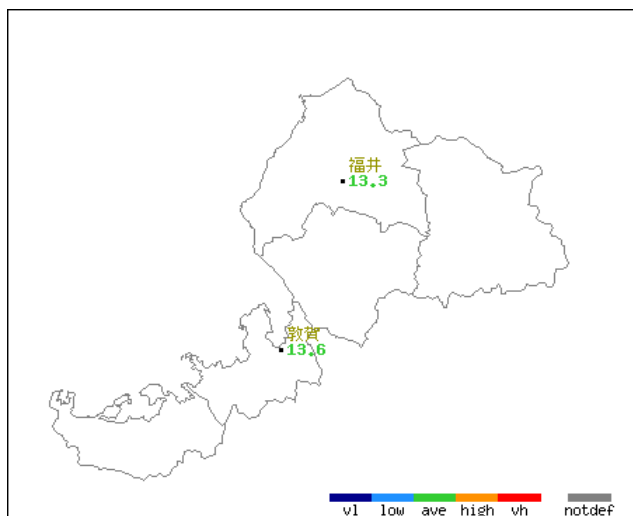 福井
13.3
敦賀
13.6
vl low ave high vh notdef